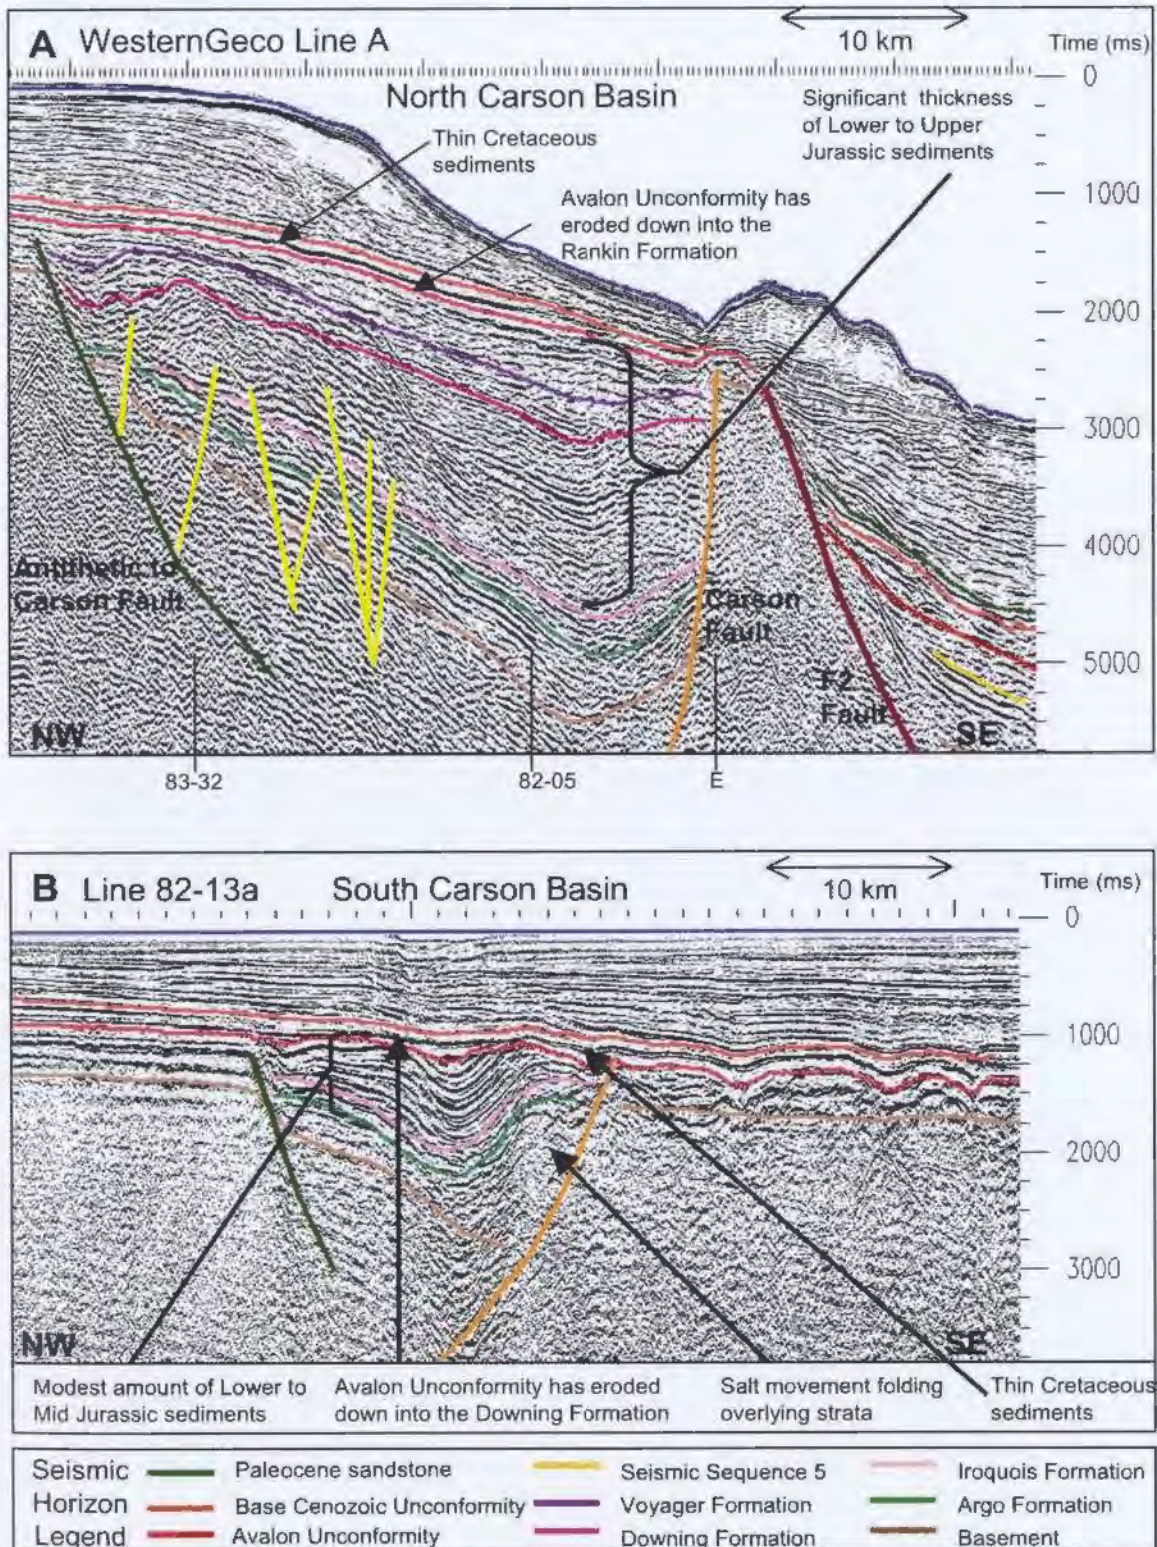 A WesternGeco Line A
10 km
Time (ms)
0
North Carson Basin
Significant thickness
of Lower to Upper
Jurassic sediments
Thin Cretaceous
sediments
Avalon Unconformity has
eroded down into the
Rankin Formation
1000
2000
3000
4000
5000
Antithetic to
Carson Fault
Carson
Fault
F2
Fault
NW
SE
83-32
82-05
E
B Line 82-13a
South Carson Basin
10 km
Time (ms)
0
1000
2000
3000
NW
SE
Modest amount of Lower to
Mid Jurassic sediments
Avalon Unconformity has eroded
down into the Downing Formation
Salt movement folding
overlying strata
Thin Cretaceous
sediments
Seismic
Horizon
Legend
Paleocene sandstone
Base Cenozoic Unconformity
Avalon Unconformity
Seismic Sequence 5
Voyager Formation
Downing Formation
Iroquois Formation
Argo Formation
Basement